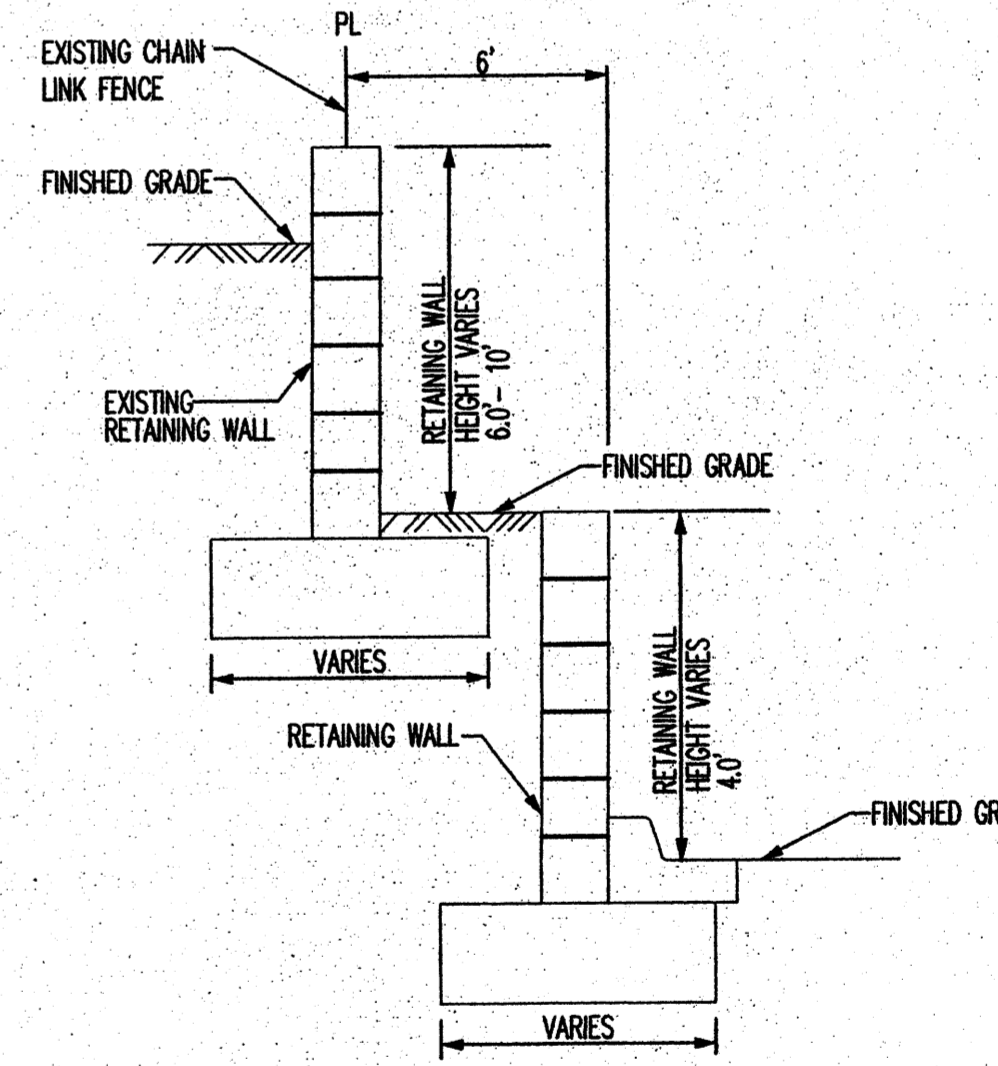 PL
EXISTING CHAIN
LINK FENCE
6'
FINISHED GRADE
RETAINING WALL
HEIGHT VARIES
6.0'- 10'
EXISTING
RETAINING WALL
FINISHED GRADE
VARIES
RETAINING WALL
RETAINING WALL
HEIGHT VARIES
4.0'
FINISHED GR
VARIES